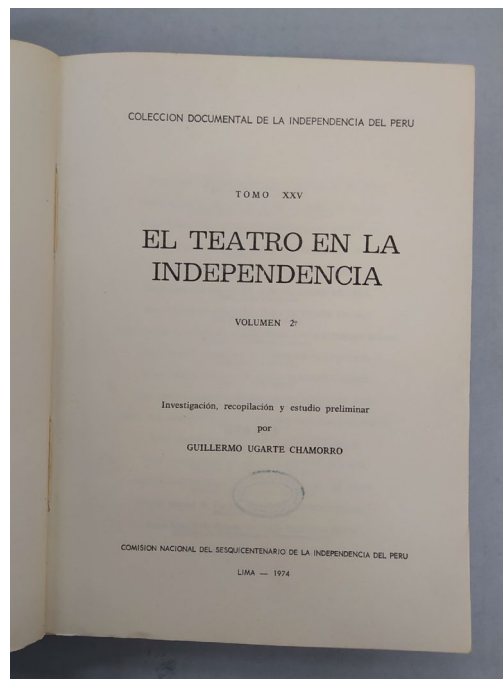 COLECCION DOCUMENTAL DE LA INDEPENDENCIA DEL PERU
TOMO XXV
EL TEATRO EN LA
INDEPENDENCIA
VOLUMEN 2º
Investigación, recopilación y estudio preliminar
por
GUILLERMO UGARTE CHAMORRO
COMISION NACIONAL DEL SESQUICENTENARIO DE LA INDEPENDENCIA DEL PERU
LIMA — 1974